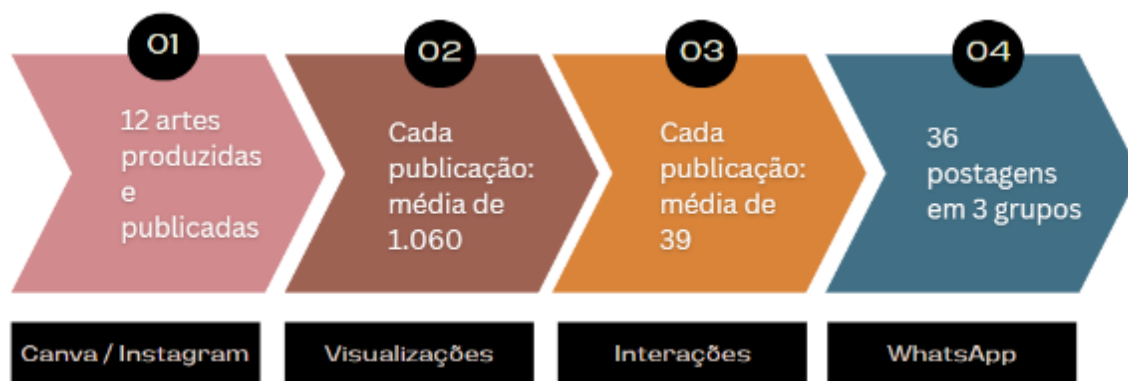 01
12 artes
produzidas
e
publicadas
Canva / Instagram
02
Cada
publicação:
média de
1.060
Visualizações
03
Cada
publicação:
média de
39
Interações
04
36
postagens
em 3 grupos
WhatsApp